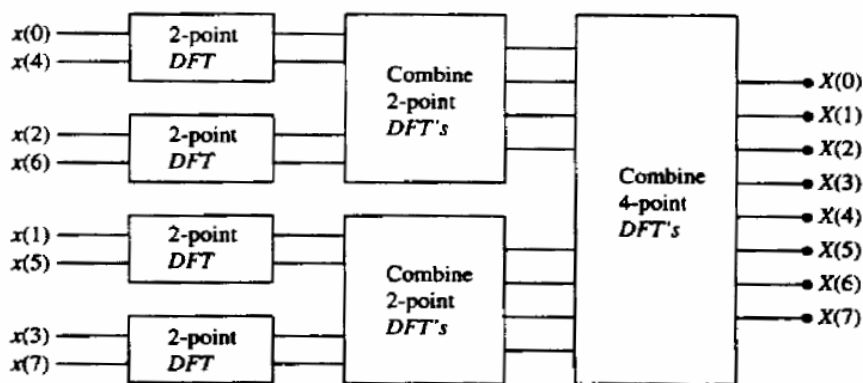 x(0)
x(4)
2-point
DFT
x(2)
x(6)
2-point
DFT
x(1)
x(5)
2-point
DFT
x(3)
x(7)
2-point
DFT
Combine
2-point
DFT's
Combine
2-point
DFT's
Combine
4-point
DFT's
X(0)
X(1)
X(2)
X(3)
X(4)
X(5)
X(6)
X(7)